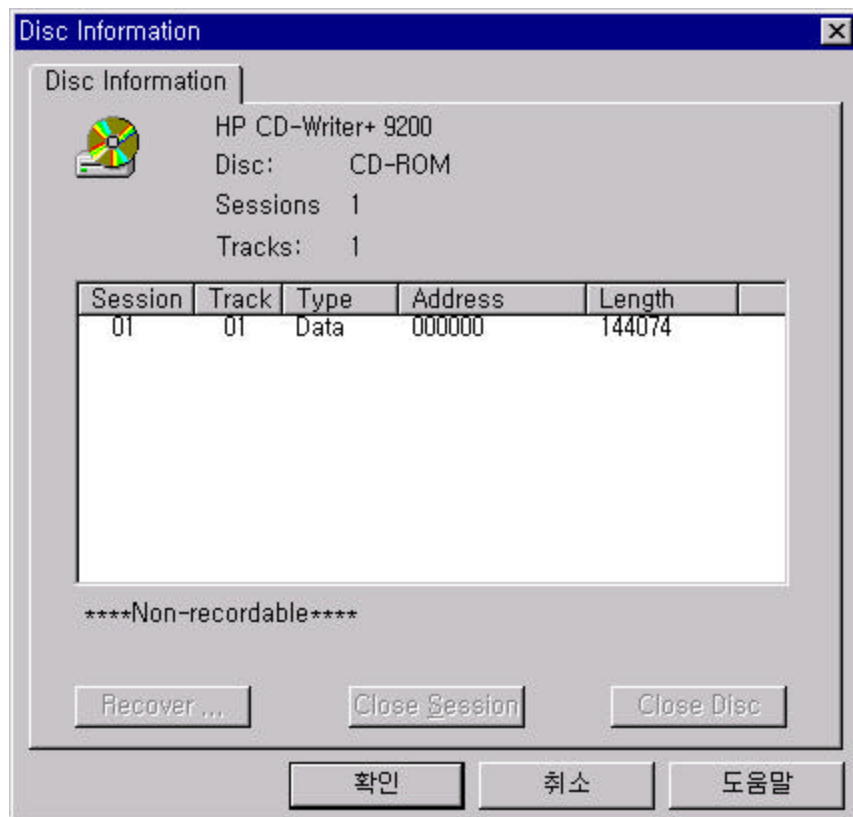 Disc Information
Disc Information
HP CD-Writer+ 9200
Disc: CD-ROM
Sessions 1
Tracks: 1
Session Track Type Address Length
01 01 Data 000000 144074
****Non-recordable****
Recover ... Close Session Close Disc
확인 취소 도움말